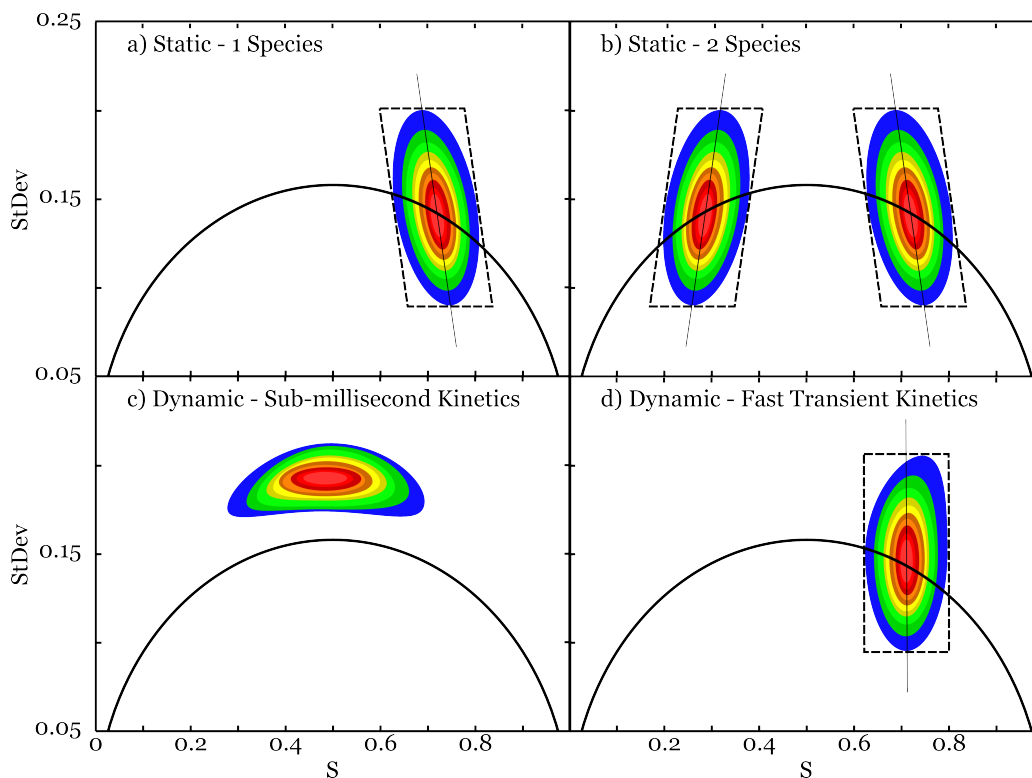 0.25
a) Static - 1 Species
b) Static - 2 Species
StDev
0.15
0.05
c) Dynamic - Sub-millisecond Kinetics
d) Dynamic - Fast Transient Kinetics
StDev
0.15
0.05
0
0.2
0.4
0.6
0.8
0.2
0.4
0.6
0.8
S
S